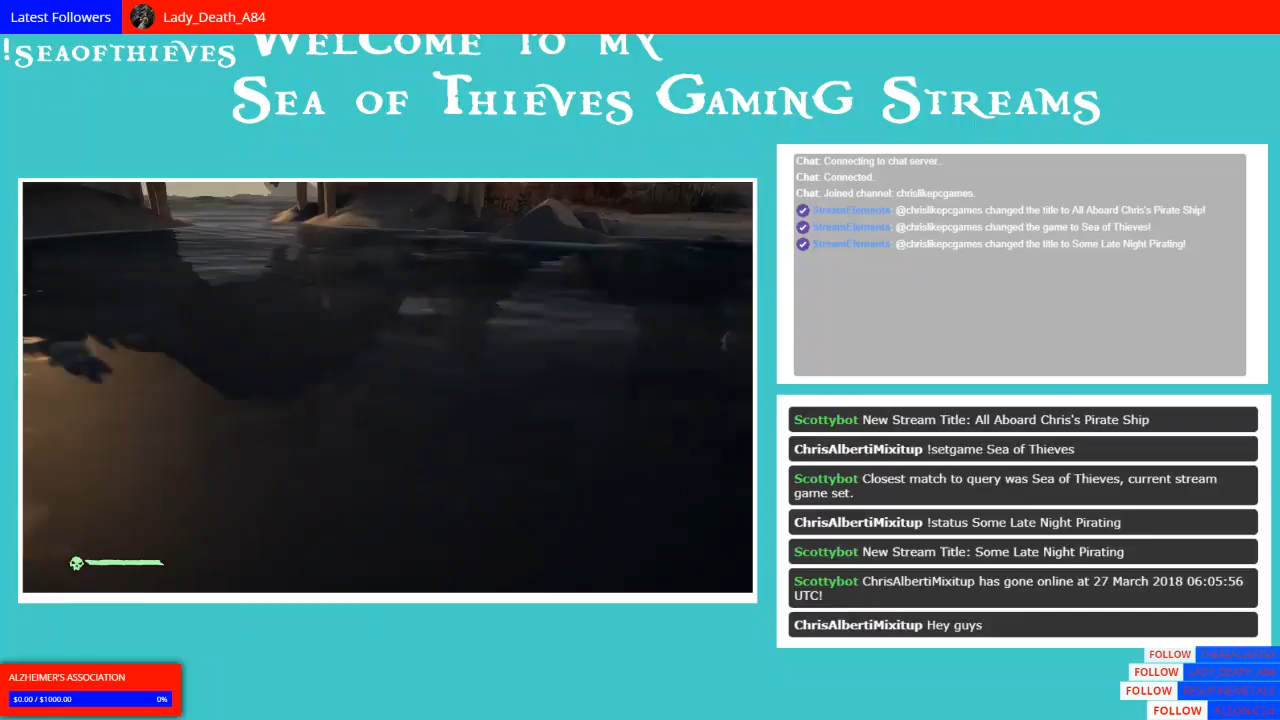 Latest Followers Lady_Death_A84
!SeaofThieves Welcome to my
Sea of Thieves Gaming Streams
Chat: Connecting to chat server..
Chat: Connected.
Chat: Joined channel: chrislikepcgames.
StreamElements: @chrislikepcgames changed the title to All Aboard Chris's Pirate Ship!
StreamElements: @chrislikepcgames changed the game to Sea of Thieves!
StreamElements: @chrislikepcgames changed the title to Some Late Night Pirating!
Scottybot New Stream Title: All Aboard Chris's Pirate Ship
ChrisAlbertiMixitup !setgame Sea of Thieves
Scottybot Closest match to query was Sea of Thieves, current stream
game set.
ChrisAlbertiMixitup !status Some Late Night Pirating
Scottybot New Stream Title: Some Late Night Pirating
Scottybot ChrisAlbertiMixitup has gone online at 27 March 2018 06:05:56
UTC!
ChrisAlbertiMixitup Hey guys
FOLLOW
FOLLOW LADY_DEATH_A84
FOLLOW
FOLLOW
ALZHEIMER'S ASSOCIATION
$0.00 / $1000.00 0%